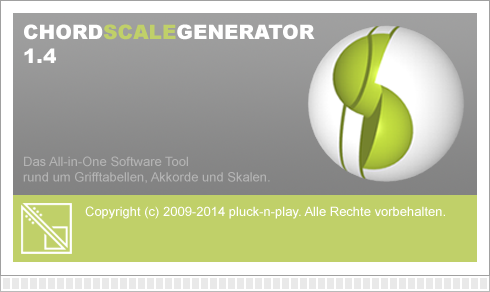 CHORDSCALEGENERATOR
1.4
Das All-in-One Software Tool
rund um Grifftabellen, Akkorde und Skalen.
Copyright (c) 2009-2014 pluck-n-play. Alle Rechte vorbehalten.